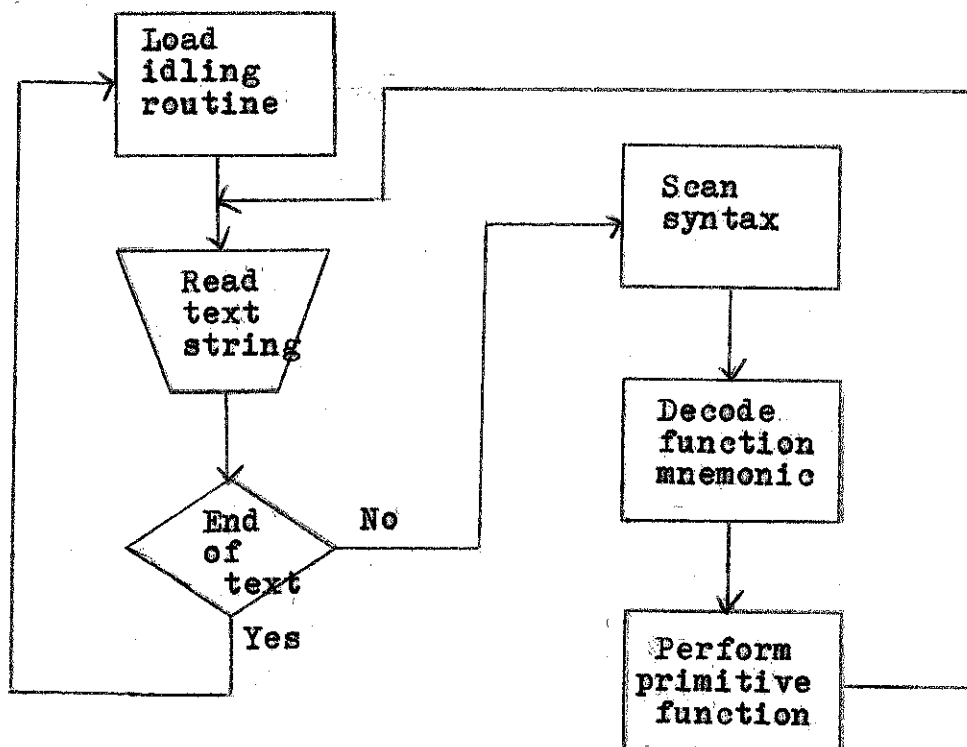 Load
idling
routine
Read
text
string
End
of
text
No
Yes
Scan
syntax
Decode
function
mnemonic
Perform
primitive
function